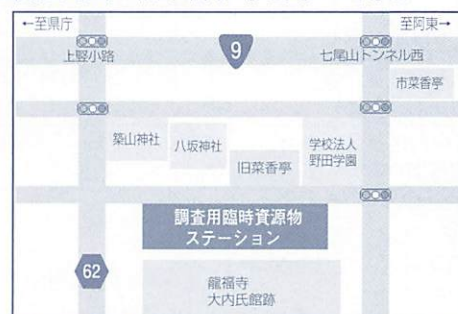 ←至県庁
至阿東→
上竪小路
9
七尾山トンネル西
市菜香亭
築山神社
八坂神社
旧菜香亭
学校法人
野田学園
調査用臨時資源物
ステーション
62
龍福寺
大内氏館跡